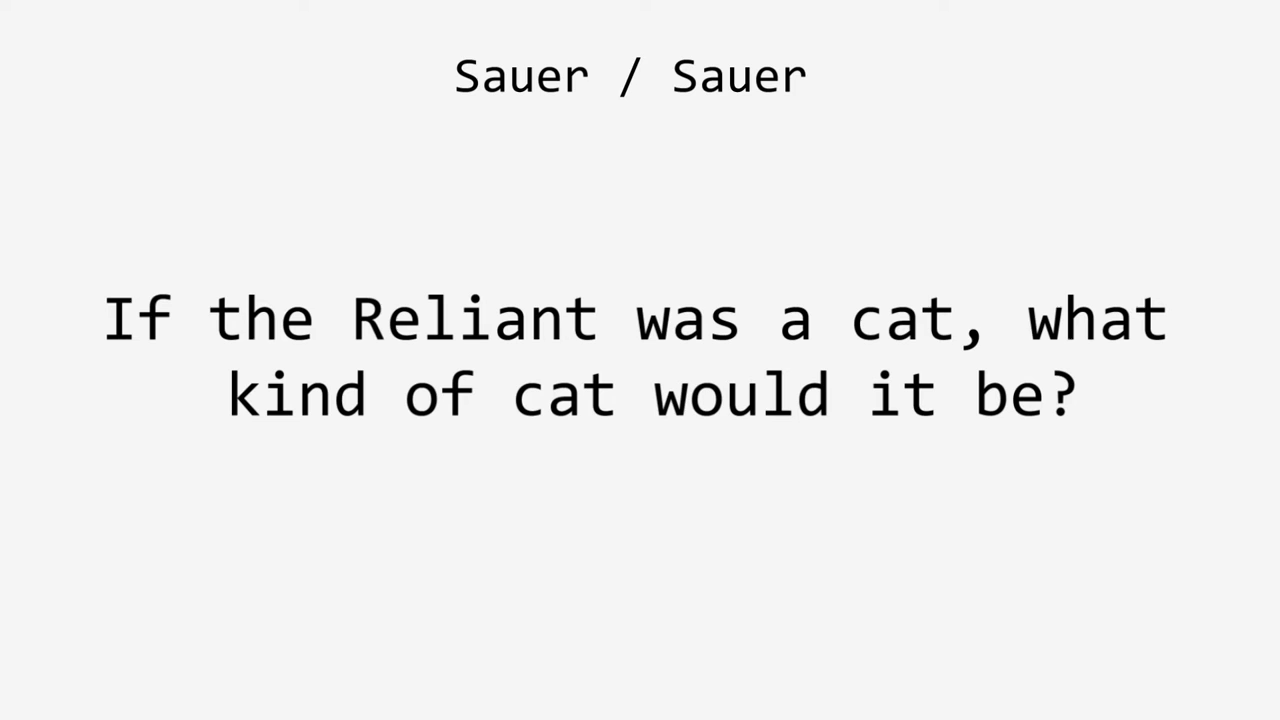 Sauer / Sauer
If the Reliant was a cat, what
kind of cat would it be?